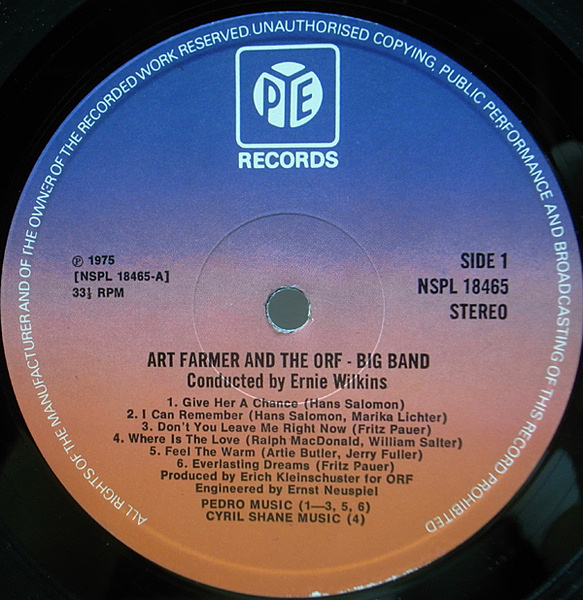 ALL RIGHTS OF THE MANUFACTURER AND OF THE OWNER OF THE RECORDED WORK RESERVED. UNAUTHORISED COPYING, PUBLIC PERFORMANCE AND BROADCASTING OF THIS RECORD PROHIBITED
PYE
RECORDS
℗ 1975
[NSPL 18465-A]
33⅓ RPM
SIDE 1
NSPL 18465
STEREO
ART FARMER AND THE ORF - BIG BAND
Conducted by Ernie Wilkins
1. Give Her A Chance (Hans Salomon)
2. I Can Remember (Hans Salomon, Marika Lichter)
3. Don't You Leave Me Right Now (Fritz Pauer)
4. Where Is The Love (Ralph MacDonald, William Salter)
5. Feel The Warm (Artie Butler, Jerry Fuller)
6. Everlasting Dreams (Fritz Pauer)
Produced by Erich Kleinschuster for ORF
Engineered by Ernst Neuspiel
PEDRO MUSIC (1—3, 5, 6)
CYRIL SHANE MUSIC (4)